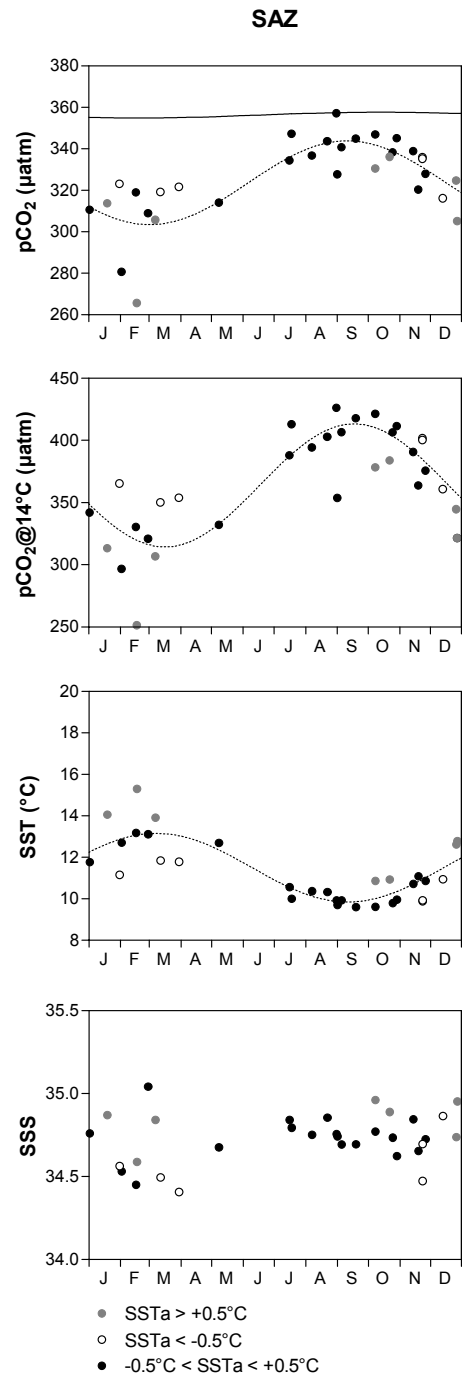 SAZ
pCO₂ (µatm)
380
360
340
320
300
280
260
J F M A M J J A S O N D
pCO₂@14°C (µatm)
450
400
350
300
250
J F M A M J J A S O N D
SST (°C)
20
18
16
14
12
10
8
J F M A M J J A S O N D
SSS
35.5
35.0
34.5
34.0
J F M A M J J A S O N D
SSTa > +0.5°C
SSTa < -0.5°C
-0.5°C < SSTa < +0.5°C